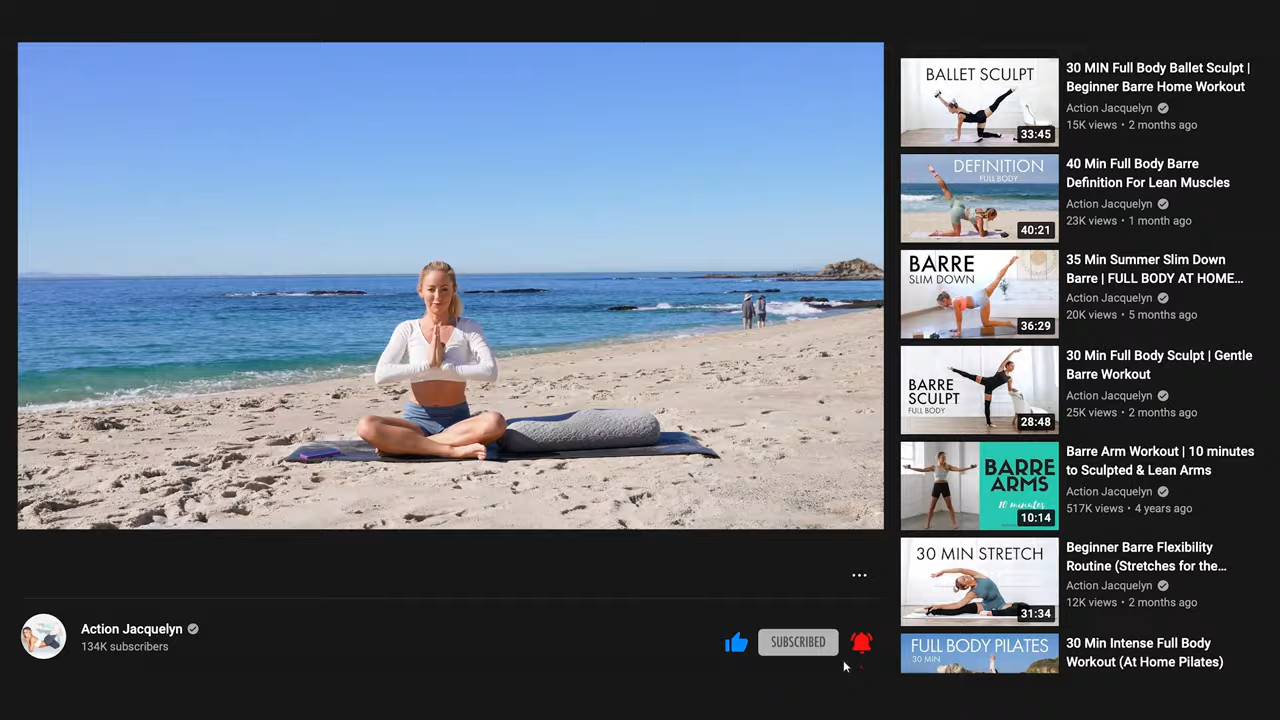 BALLET SCULPT
33:45
30 MIN Full Body Ballet Sculpt |
Beginner Barre Home Workout
Action Jacquelyn
15K views • 2 months ago
DEFINITION
FULL BODY
40:21
40 Min Full Body Barre
Definition For Lean Muscles
Action Jacquelyn
23K views • 1 month ago
BARRE
SLIM DOWN
36:29
35 Min Summer Slim Down
Barre | FULL BODY AT HOME...
Action Jacquelyn
20K views • 5 months ago
BARRE
SCULPT
FULL BODY
28:48
30 Min Full Body Sculpt | Gentle
Barre Workout
Action Jacquelyn
25K views • 2 months ago
BARRE
ARMS
10 minutes
10:14
Barre Arm Workout | 10 minutes
to Sculpted & Lean Arms
Action Jacquelyn
517K views • 4 years ago
30 MIN STRETCH
31:34
Beginner Barre Flexibility
Routine (Stretches for the...
Action Jacquelyn
12K views • 2 months ago
FULL BODY PILATES
30 MIN
30 Min Intense Full Body
Workout (At Home Pilates)
Action Jacquelyn
134K subscribers
SUBSCRIBED